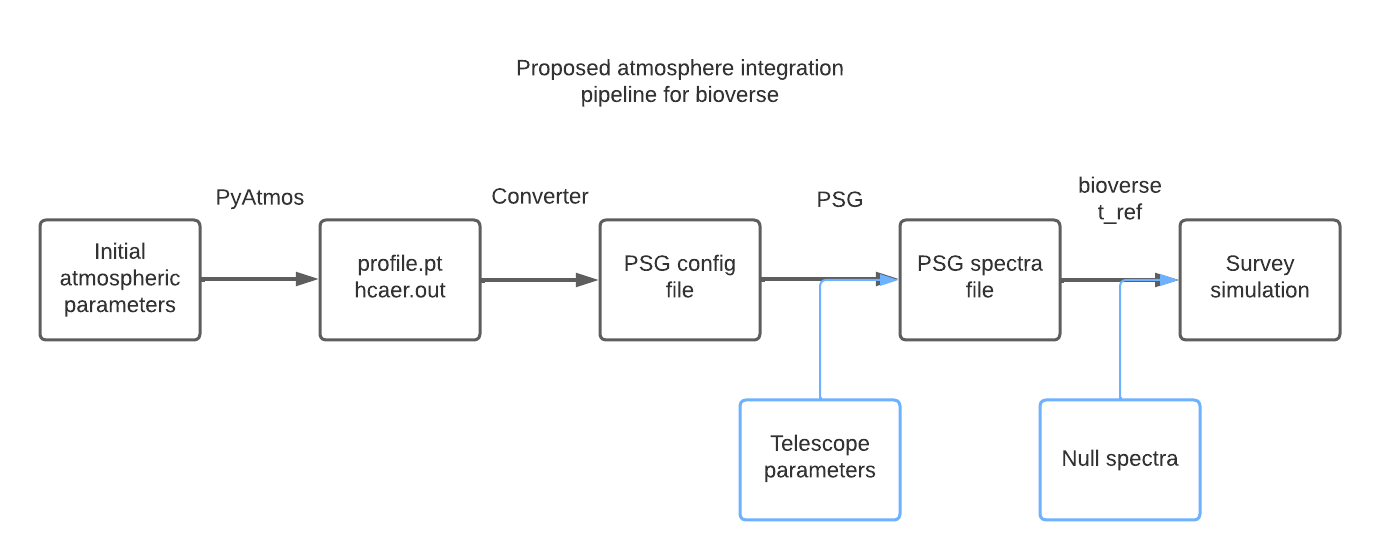 Proposed atmosphere integration
pipeline for bioverse
PyAtmos
Converter
PSG
bioverse
t_ref
Initial
atmospheric
parameters
profile.pt
hcaer.out
PSG config
file
PSG spectra
file
Survey
simulation
Telescope
parameters
Null spectra